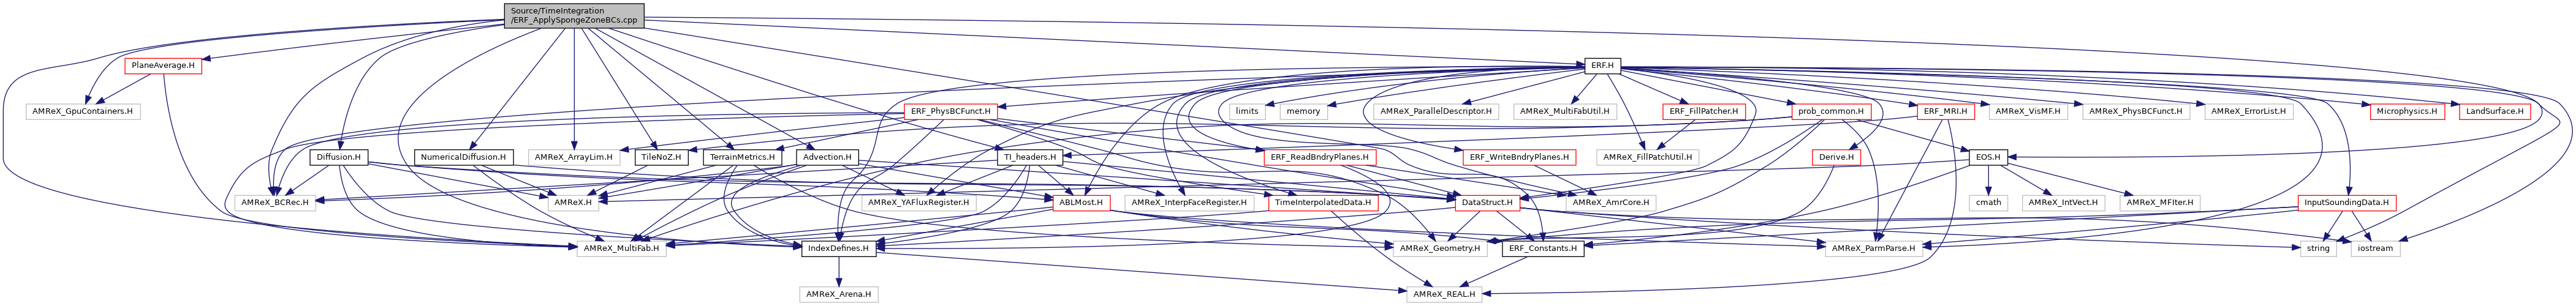 Source/TimeIntegration
/ERF_ApplySpongeZoneBCs.cpp
PlaneAverage.H
ERF.H
AMReX_GpuContainers.H
ERF_PhysBCFunct.H
limits
memory
AMReX_ParallelDescriptor.H
AMReX_MultiFabUtil.H
ERF_FillPatcher.H
prob_common.H
ERF_MRI.H
AMReX_VisMF.H
AMReX_PhysBCFunct.H
AMReX_ErrorList.H
Microphysics.H
LandSurface.H
Diffusion.H
NumericalDiffusion.H
AMReX_ArrayLim.H
TileNoZ.H
TerrainMetrics.H
Advection.H
TI_headers.H
ERF_ReadBndryPlanes.H
ERF_WriteBndryPlanes.H
AMReX_FillPatchUtil.H
Derive.H
EOS.H
AMReX_BCRec.H
AMReX.H
AMReX_YAFluxRegister.H
ABLMost.H
AMReX_InterpFaceRegister.H
TimeInterpolatedData.H
DataStruct.H
AMReX_AmrCore.H
cmath
AMReX_IntVect.H
AMReX_MFIter.H
InputSoundingData.H
AMReX_MultiFab.H
IndexDefines.H
AMReX_Geometry.H
ERF_Constants.H
AMReX_ParmParse.H
string
iostream
AMReX_Arena.H
AMReX_REAL.H